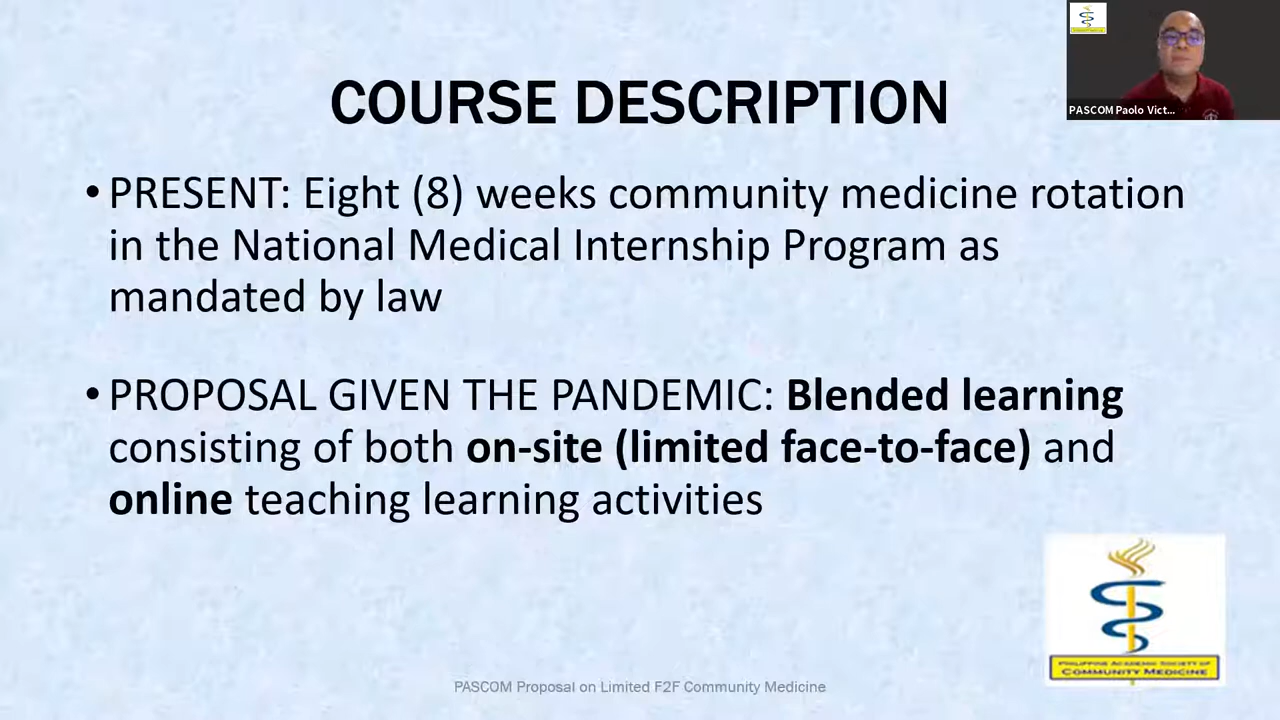 COURSE DESCRIPTION
PASCOM Paolo Vict...
• PRESENT: Eight (8) weeks community medicine rotation
in the National Medical Internship Program as
mandated by law
• PROPOSAL GIVEN THE PANDEMIC: Blended learning
consisting of both on-site (limited face-to-face) and
online teaching learning activities
PHILIPPINE ACADEMIC SOCIETY OF
COMMUNITY MEDICINE
PASCOM Proposal on Limited F2F Community Medicine